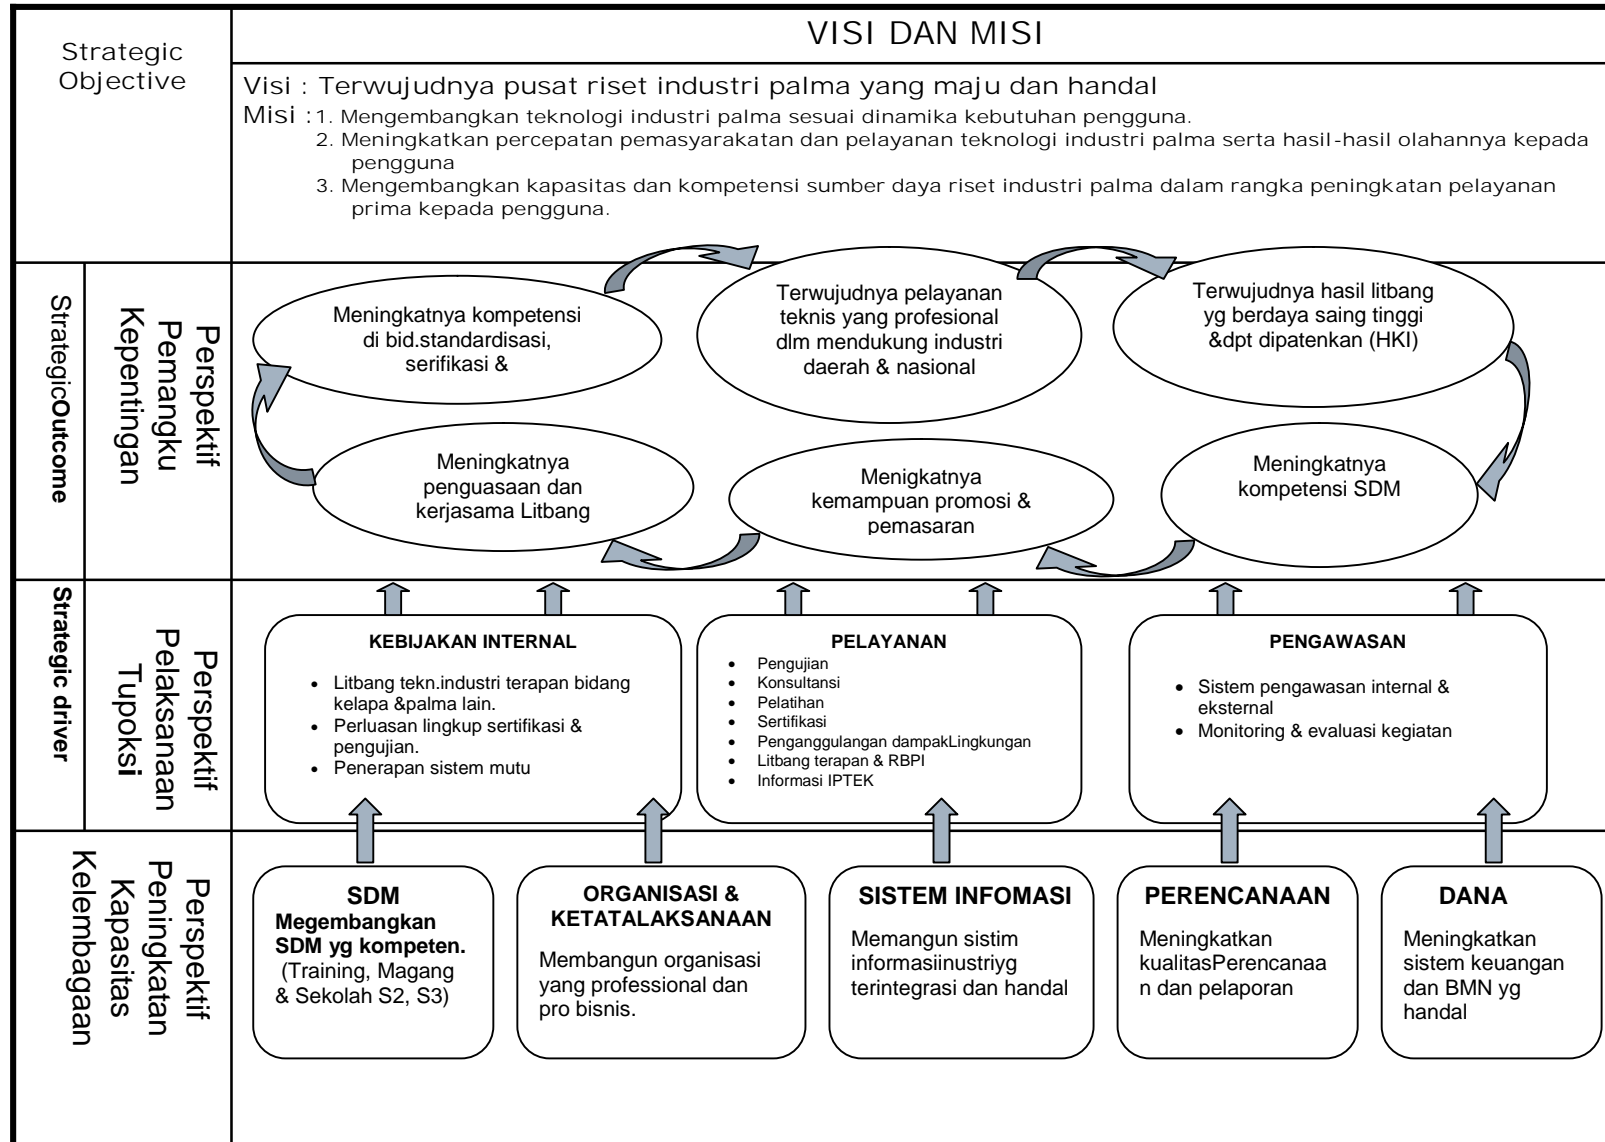 Strategic
Objective
VISI DAN MISI
Visi : Terwujudnya pusat riset industri palma yang maju dan handal
Misi : 1. Mengembangkan teknologi industri palma sesuai dinamika kebutuhan pengguna.
2. Meningkatkan percepatan pemasyarakatan dan pelayanan teknologi industri palma serta hasil-hasil olahannya kepada
pengguna
3. Mengembangkan kapasitas dan kompetensi sumber daya riset industri palma dalam rangka peningkatan pelayanan
prima kepada pengguna.
StrategicOutcome
Perspektif
Pemangku
Kepentingan
Meningkatnya kompetensi
di bid.standardisasi,
serifikasi &
Terwujudnya pelayanan
teknis yang profesional
dlm mendukung industri
daerah & nasional
Terwujudnya hasil litbang
yg berdaya saing tinggi
&dpt dipatenkan (HKI)
Meningkatnya
penguasaan dan
kerjasama Litbang
Menigkatnya
kemampuan promosi &
pemasaran
Meningkatnya
kompetensi SDM
Strategic driver
Perspektif
Pelaksanaan
Tupoksi
KEBIJAKAN INTERNAL
• Litbang tekn.industri terapan bidang
kelapa &palma lain.
• Perluasan lingkup sertifikasi &
pengujian.
• Penerapan sistem mutu
PELAYANAN
• Pengujian
• Konsultansi
• Pelatihan
• Sertifikasi
• Penganggulangan dampakLingkungan
• Litbang terapan & RBPI
• Informasi IPTEK
PENGAWASAN
• Sistem pengawasan internal &
eksternal
• Monitoring & evaluasi kegiatan
Perspektif
Peningkatan
Kapasitas
Kelembagaan
SDM
Megembangkan
SDM yg kompeten.
(Training, Magang
& Sekolah S2, S3)
ORGANISASI &
KETATALAKSANAAN
Membangun organisasi
yang professional dan
pro bisnis.
SISTEM INFOMASI
Memangun sistim
informasiinustriyg
terintegrasi dan handal
PERENCANAAN
Meningkatkan
kualitasPerencanaa
n dan pelaporan
DANA
Meningkatkan
sistem keuangan
dan BMN yg
handal